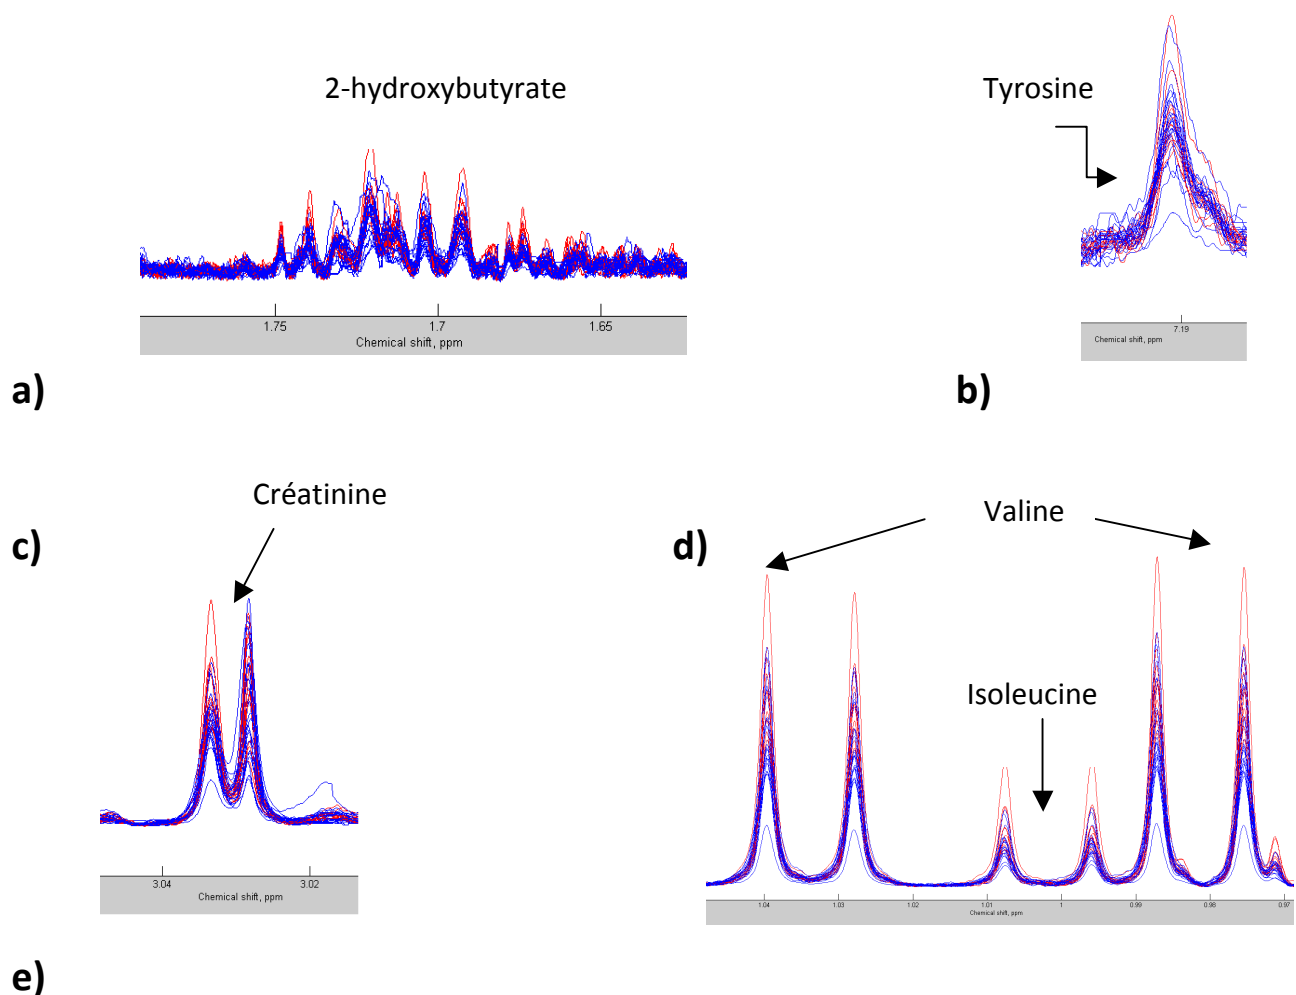 2-hydroxybutyrate
1.75 1.7 1.65
Chemical shift, ppm
a)
Tyrosine
7.19
Chemical shift, ppm
b)
Créatinine
c)
3.04 3.02
Chemical shift, ppm
d)
Valine
Isoleucine
1.04 1.03 1.02 1.01 1 0.99 0.98 0.97
Chemical shift, ppm
e)